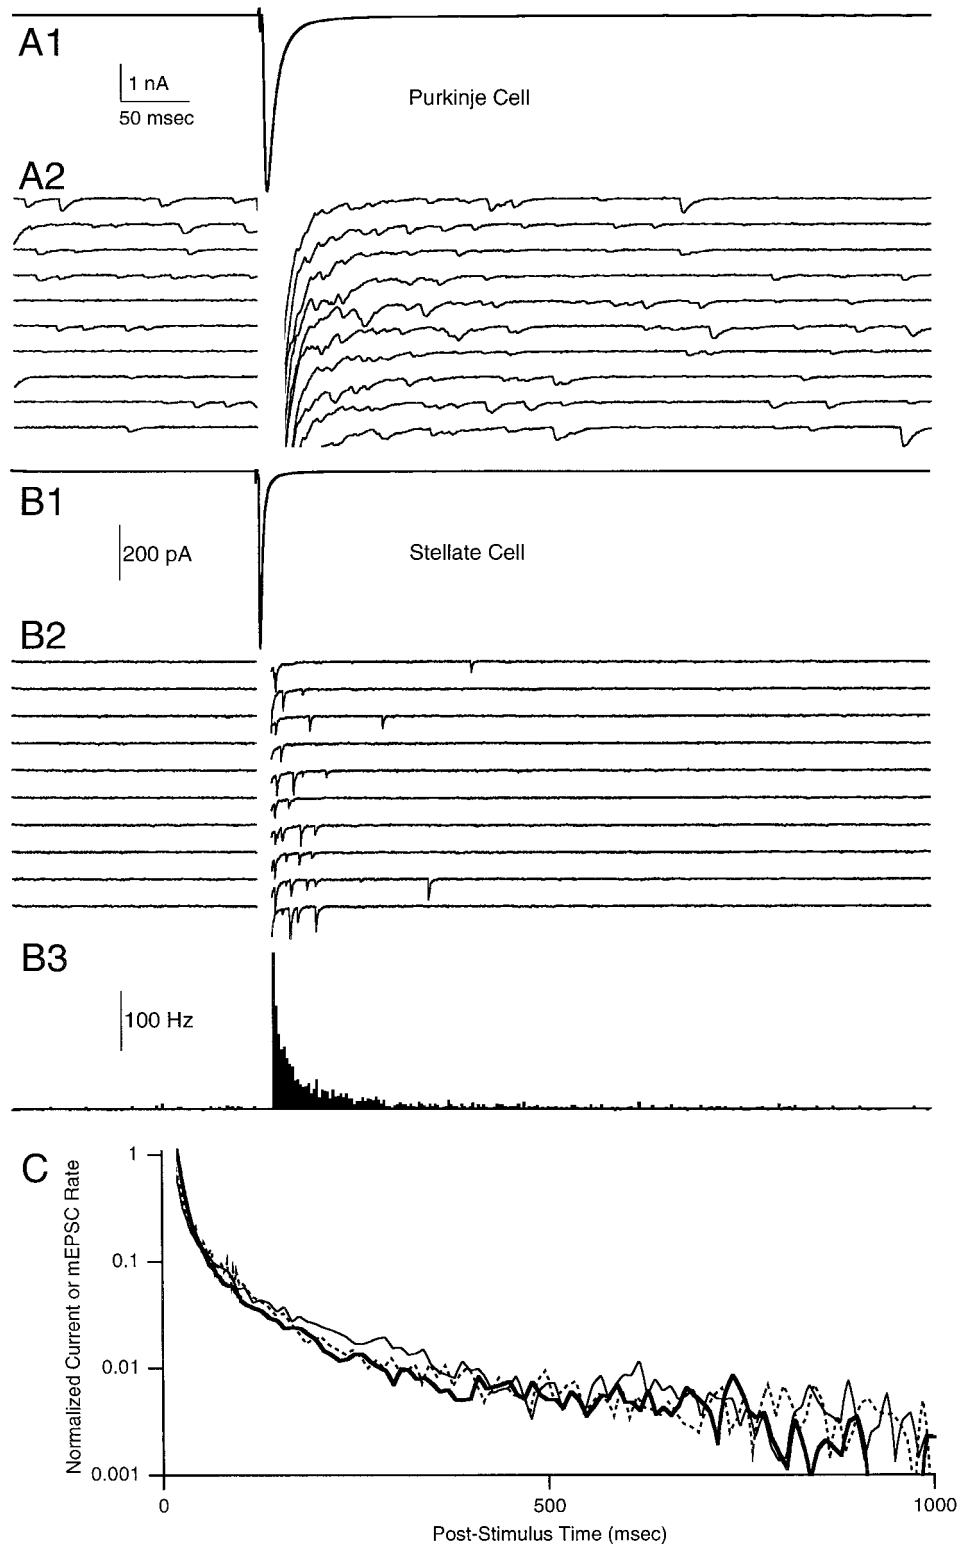 A1
1 nA
50 msec
Purkinje Cell
A2
B1
200 pA
Stellate Cell
B2
B3
100 Hz
C
Normalized Current or mEPSC Rate
1
0.1
0.01
0.001
0
500
1000
Post-Stimulus Time (msec)